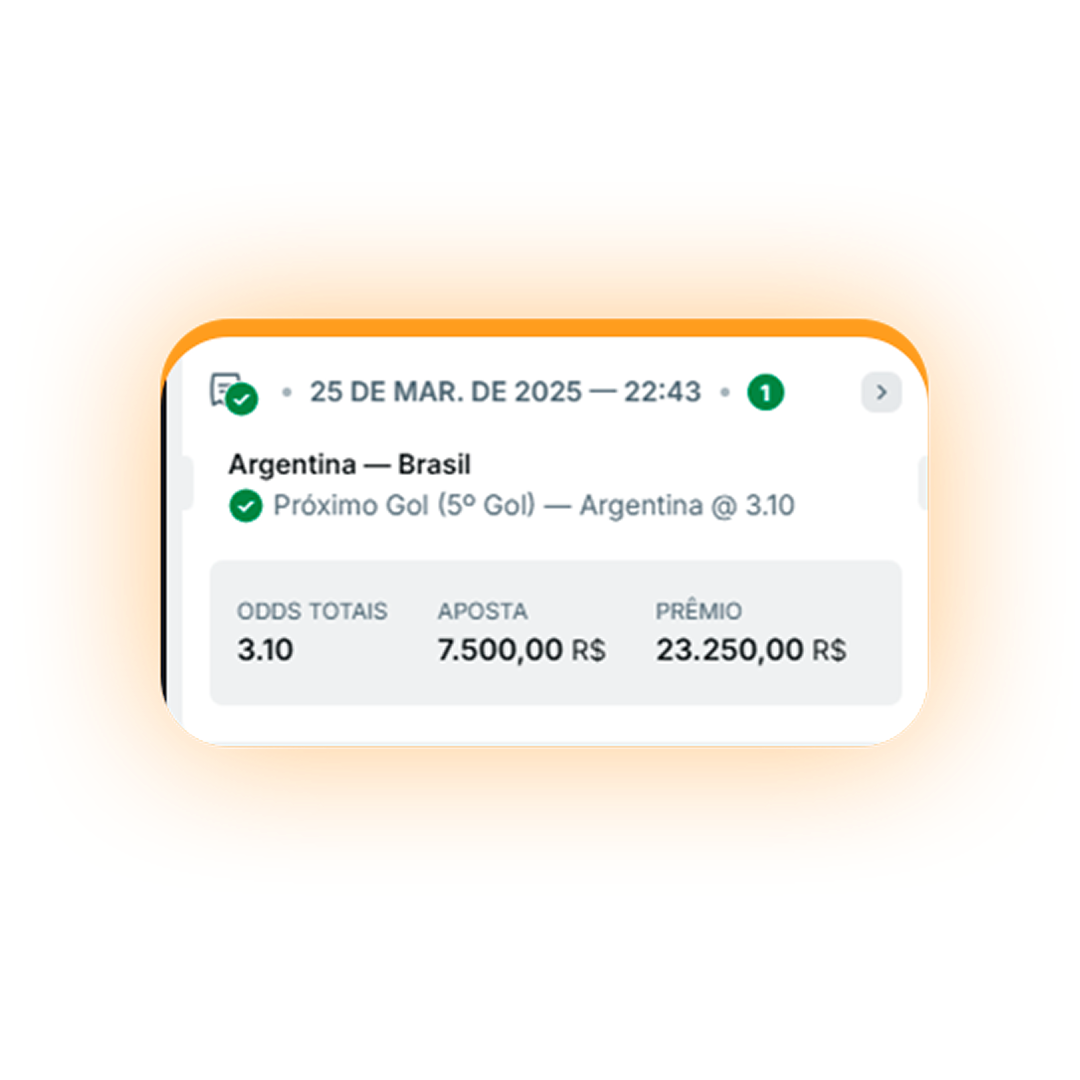 • 25 DE MAR. DE 2025 — 22:43 • 1
Argentina — Brasil
Próximo Gol (5º Gol) — Argentina @ 3.10
ODDS TOTAIS APOSTA PRÊMIO
3.10 7.500,00 R$ 23.250,00 R$